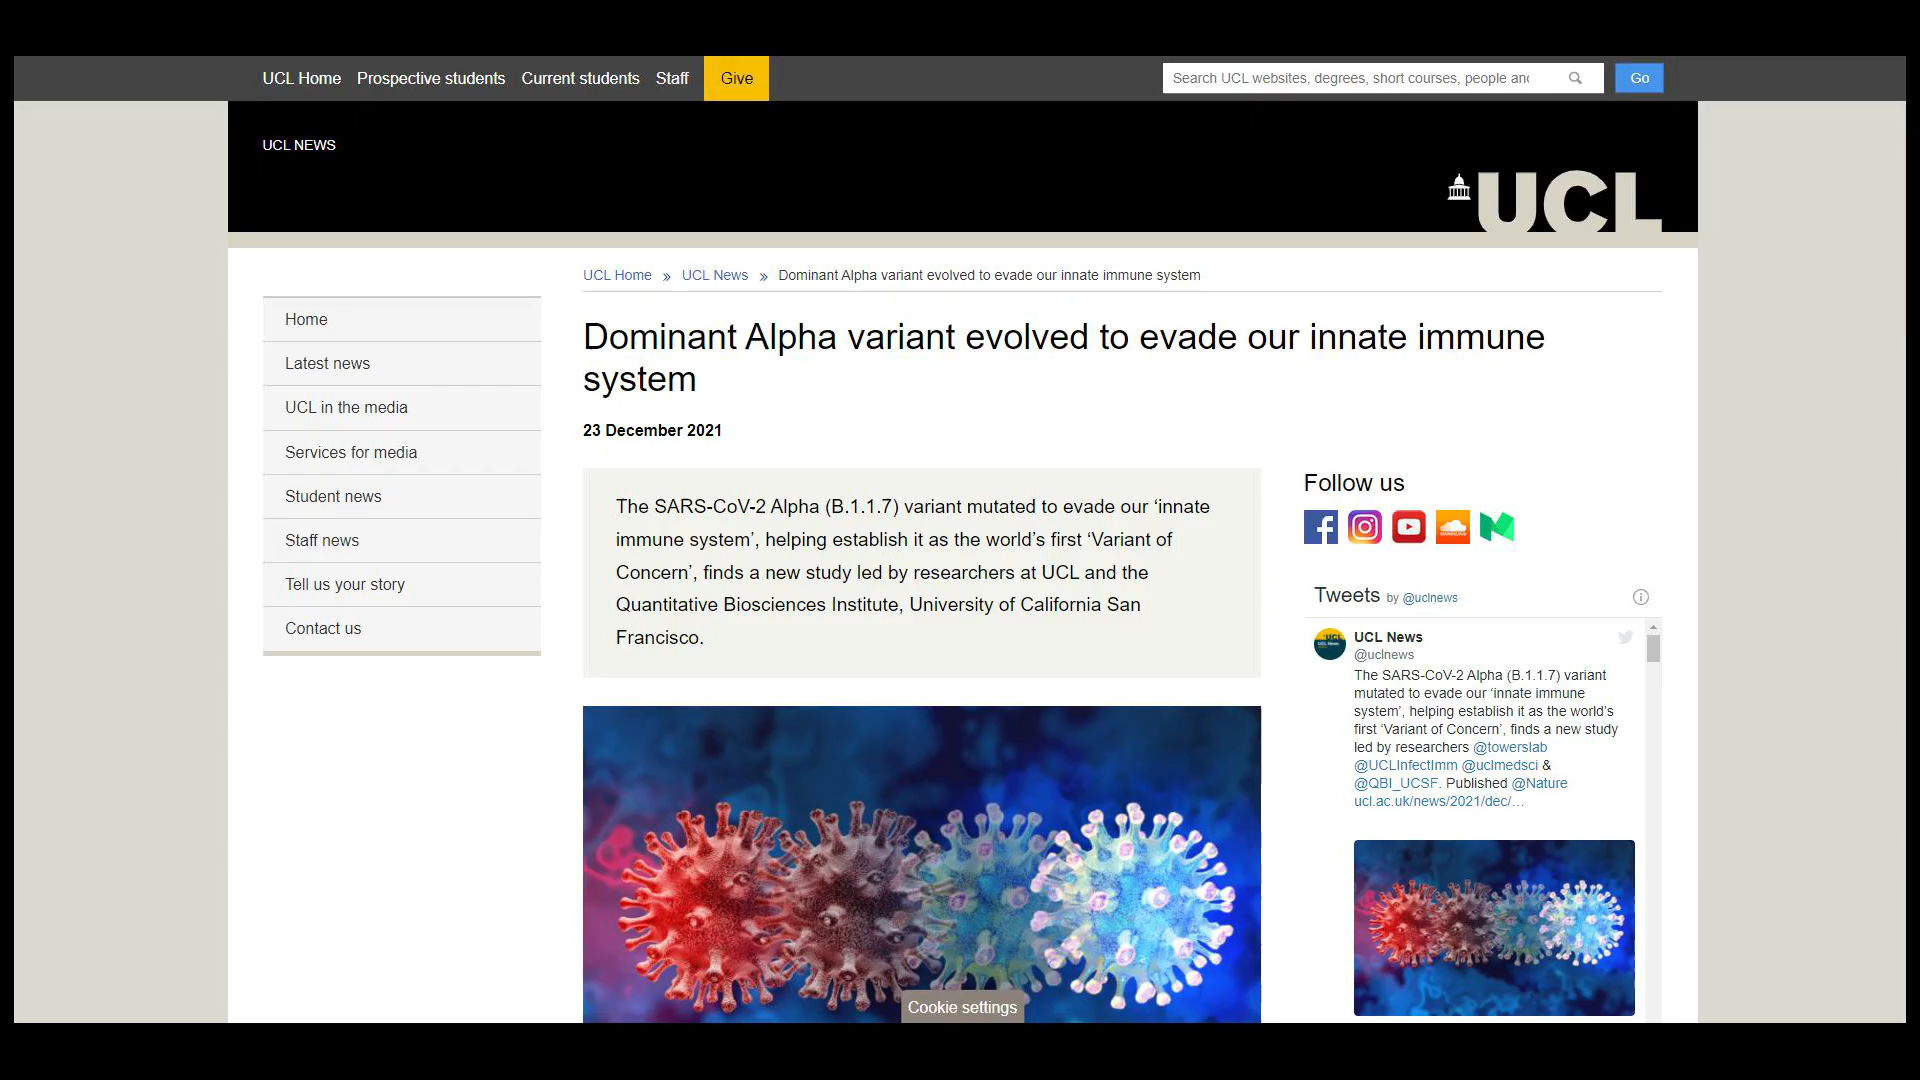 UCL Home Prospective students Current students Staff Give
Search UCL websites, degrees, short courses, people and
Go
UCL NEWS
UCL
UCL Home » UCL News » Dominant Alpha variant evolved to evade our innate immune system
Home
Latest news
UCL in the media
Services for media
Student news
Staff news
Tell us your story
Contact us
Dominant Alpha variant evolved to evade our innate immune
system
23 December 2021
The SARS-CoV-2 Alpha (B.1.1.7) variant mutated to evade our ‘innate
immune system’, helping establish it as the world’s first ‘Variant of
Concern’, finds a new study led by researchers at UCL and the
Quantitative Biosciences Institute, University of California San
Francisco.
Cookie settings
Follow us
Tweets by @uclnews
UCL News
@uclnews
The SARS-CoV-2 Alpha (B.1.1.7) variant
mutated to evade our ‘innate immune
system’, helping establish it as the world’s
first ‘Variant of Concern’, finds a new study
led by researchers @towerslab
@UCLInfectImm @uclmedsci &
@QBI_UCSF. Published @Nature
ucl.ac.uk/news/2021/dec/…